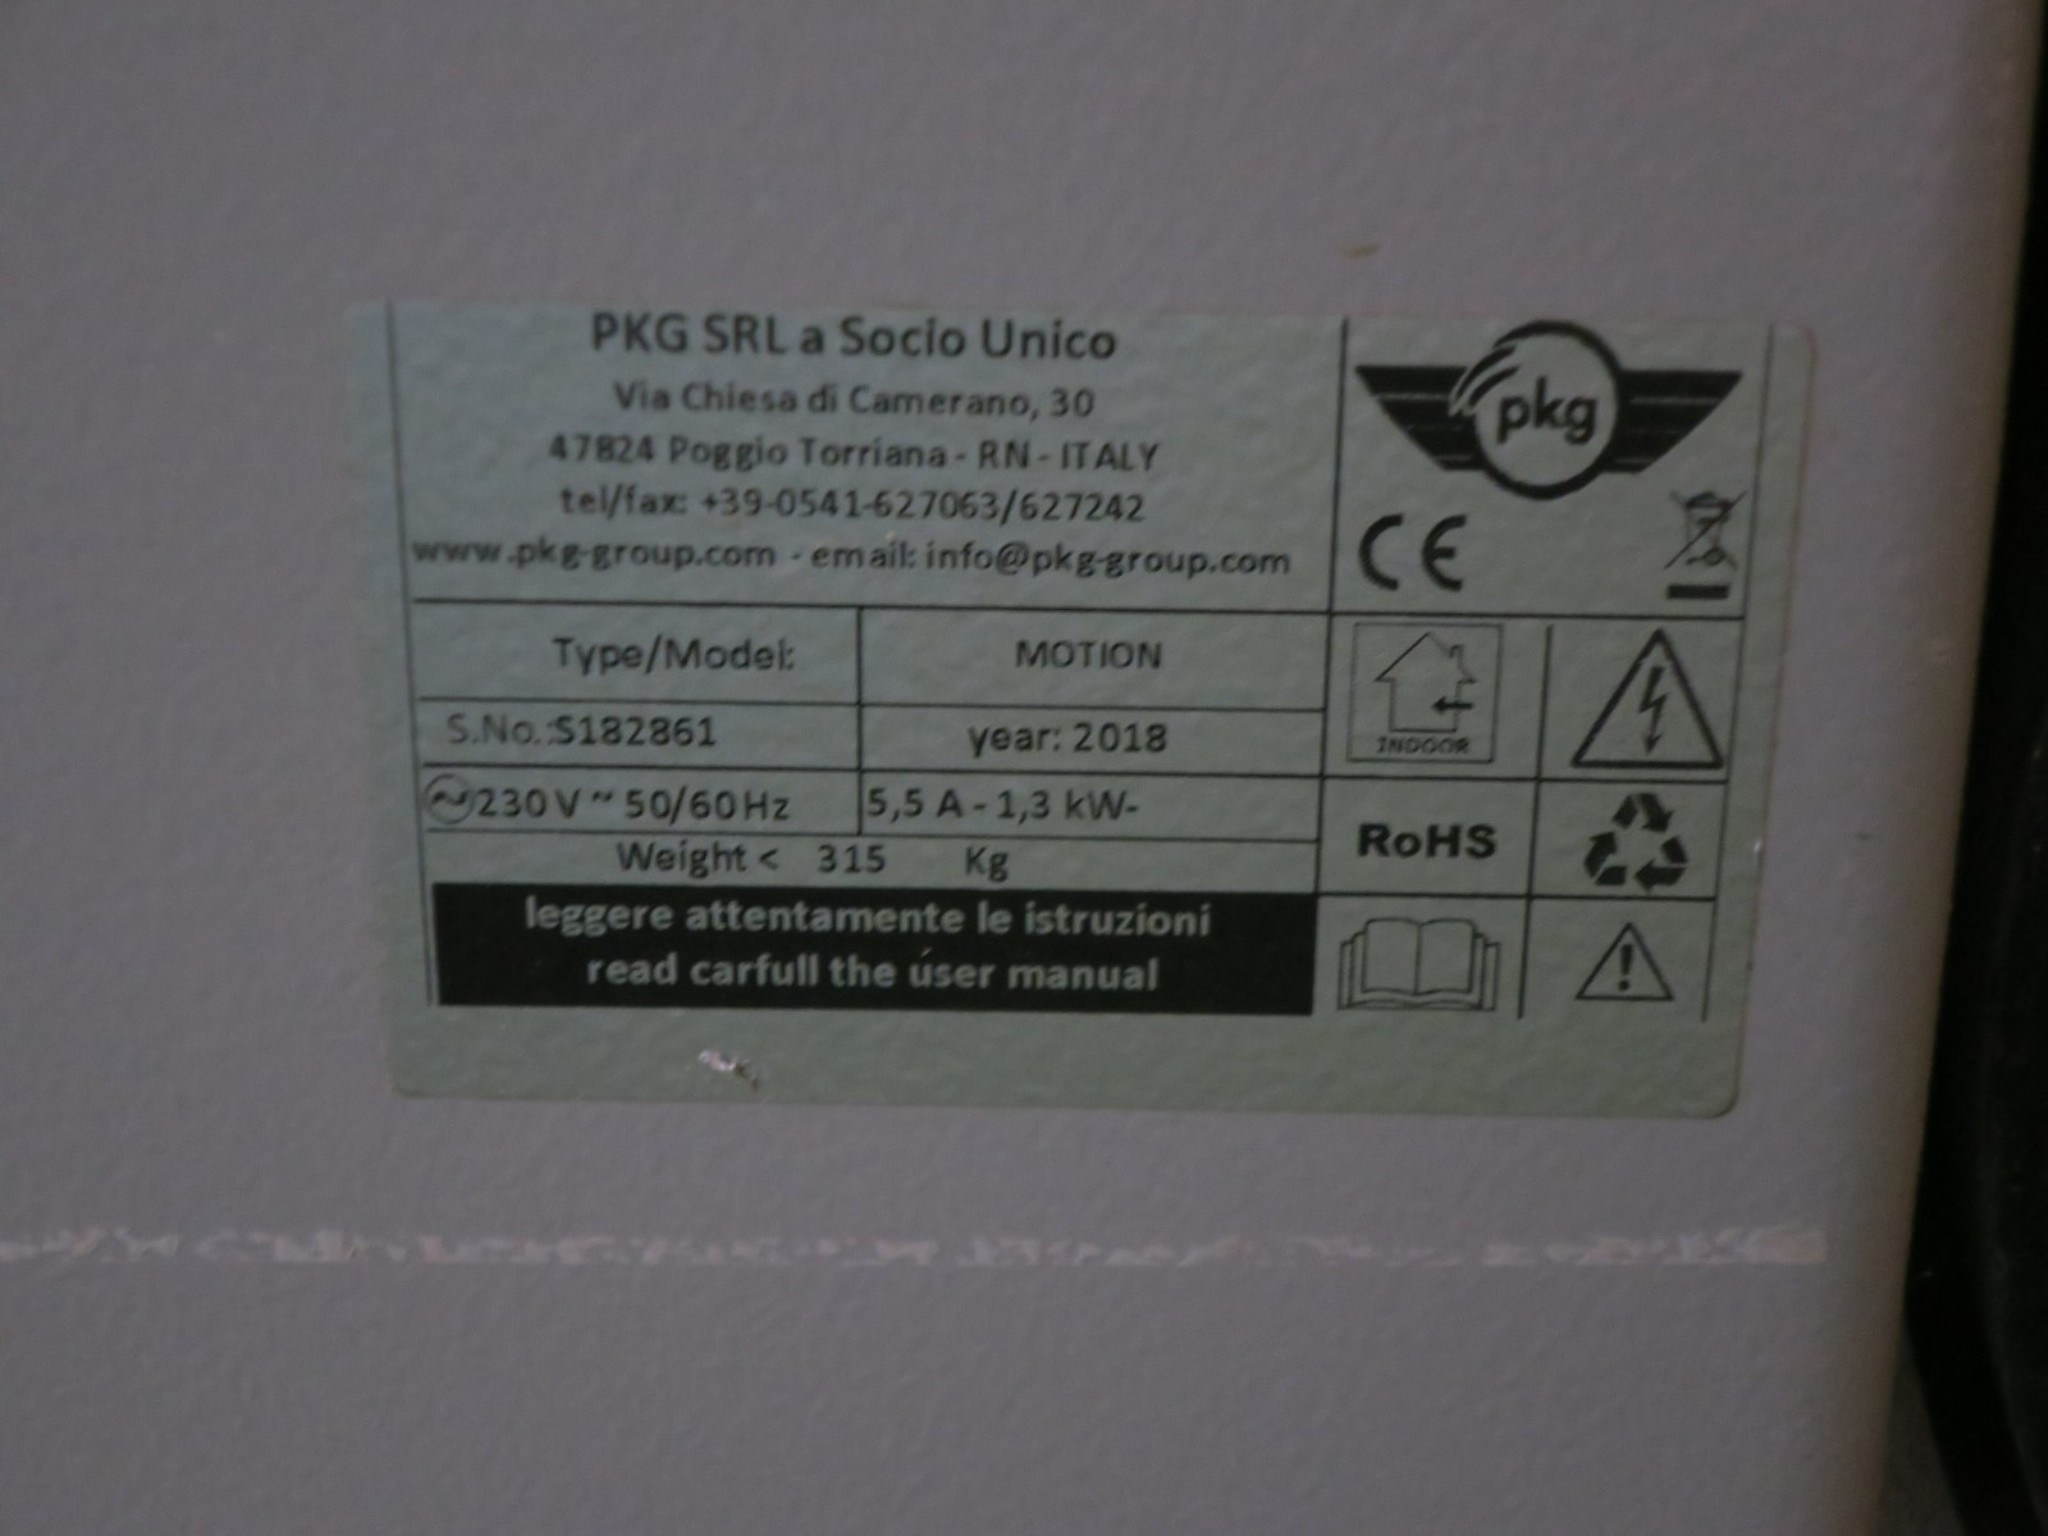 PKG SRL a Socio Unico
Via Chiesa di Camerano, 30
47824 Poggio Torriana - RN - ITALY
tel/fax: +39-0541-627063/627242
www.pkg-group.com - email: info@pkg-group.com
pkg
CE
Type/Model: MOTION
S.No.:S182861 year: 2018
INDOOR
230V ~ 50/60Hz 5,5 A - 1,3 kW-
RoHS
Weight < 315 Kg
leggere attentamente le istruzioni
read carfull the user manual